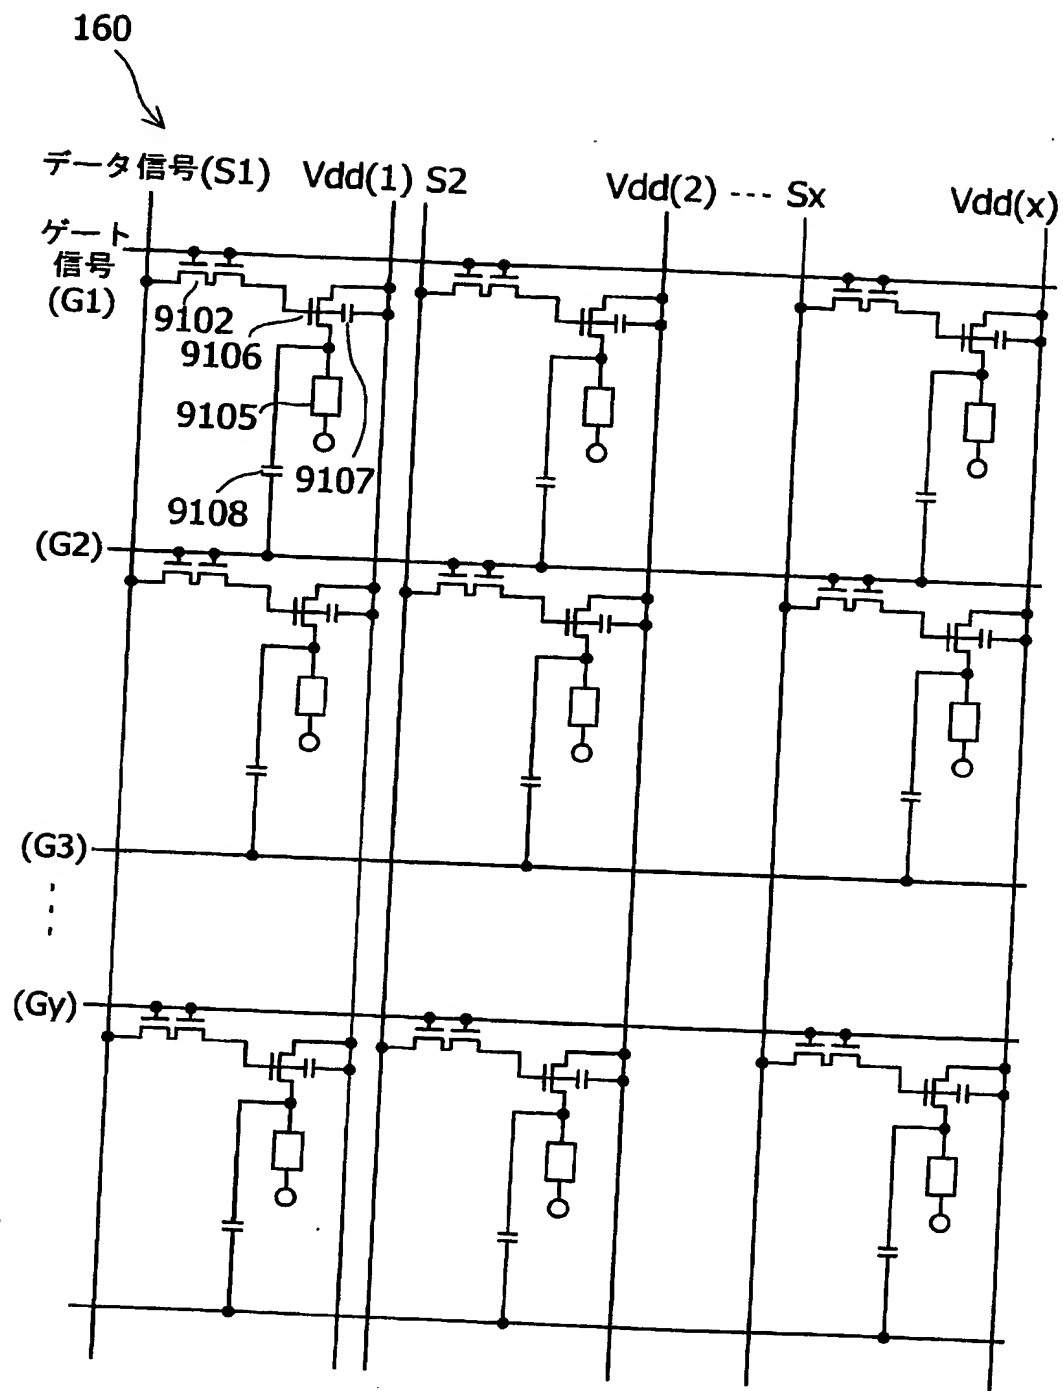 160
データ信号(S1) Vdd(1) S2 Vdd(2) --- Sx Vdd(x)
ゲート
信号
(G1)
9102
9106
9105
9107
9108
(G2)
(G3)
(Gy)